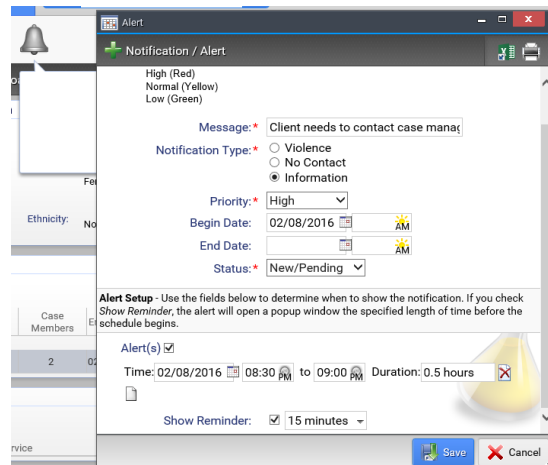 Alert
Notification / Alert
High (Red)
Normal (Yellow)
Low (Green)
Message:* Client needs to contact case manag
Notification Type:* Violence
No Contact
Information
Priority:* High
Begin Date: 02/08/2016 AM
End Date: AM
Status:* New/Pending
Alert Setup - Use the fields below to determine when to show the notification. If you check
Show Reminder, the alert will open a popup window the specified length of time before the
schedule begins.
Alert(s)
Time: 02/08/2016 08:30 PM to 09:00 PM Duration: 0.5 hours
Show Reminder: 15 minutes
Save Cancel
Fer
Ethnicity: No
Case
Members
2 02
rvice